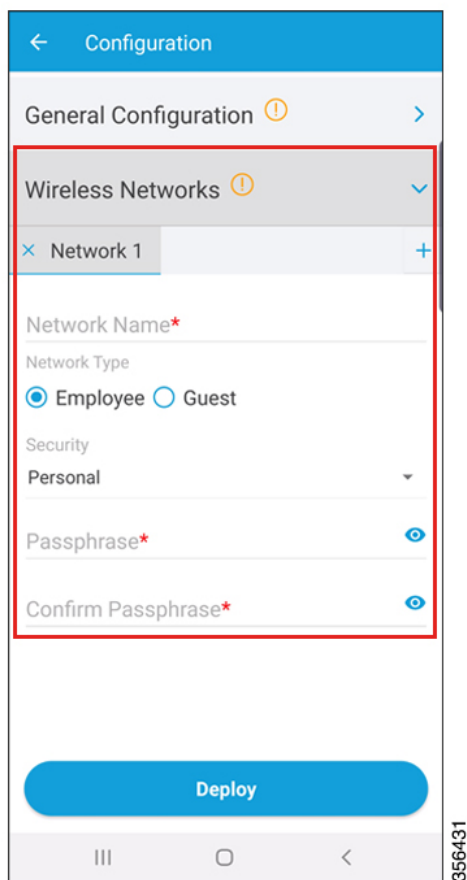 Configuration
General Configuration
Wireless Networks
Network 1
Network Name*
Network Type
Employee Guest
Security
Personal
Passphrase*
Confirm Passphrase*
Deploy
356431